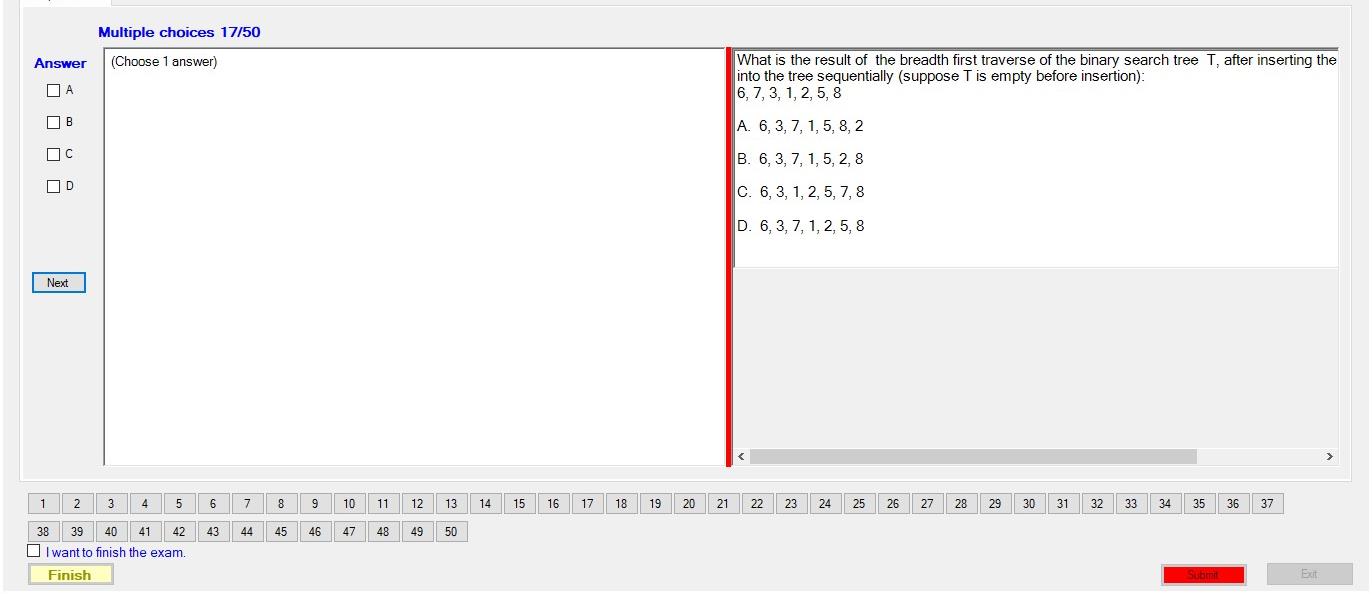 Multiple choices 17/50
Answer
(Choose 1 answer)
A
B
C
D
Next
What is the result of the breadth first traverse of the binary search tree T, after inserting the
into the tree sequentially (suppose T is empty before insertion):
6, 7, 3, 1, 2, 5, 8
A. 6, 3, 7, 1, 5, 8, 2
B. 6, 3, 7, 1, 5, 2, 8
C. 6, 3, 1, 2, 5, 7, 8
D. 6, 3, 7, 1, 2, 5, 8
1 2 3 4 5 6 7 8 9 10 11 12 13 14 15 16 17 18 19 20 21 22 23 24 25 26 27 28 29 30 31 32 33 34 35 36 37
38 39 40 41 42 43 44 45 46 47 48 49 50
I want to finish the exam.
Finish
Submit
Exit